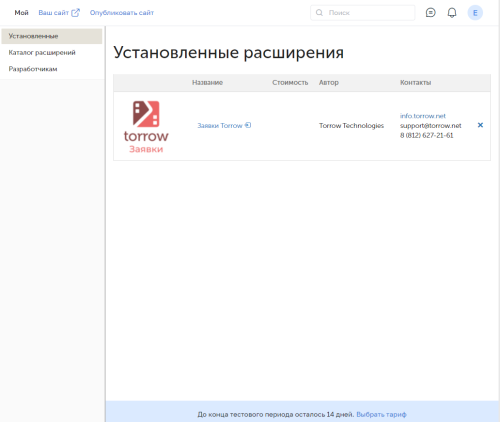 Мой Ваш сайт Опубликовать сайт Поиск E
Установленные
Каталог расширений
Разработчикам
Установленные расширения
Название Стоимость Автор Контакты
torrow
Заявки
Заявки Torrow Torrow Technologies
info.torrow.net
support@torrow.net
8 (812) 627-21-61
До конца тестового периода осталось 14 дней. Выбрать тариф